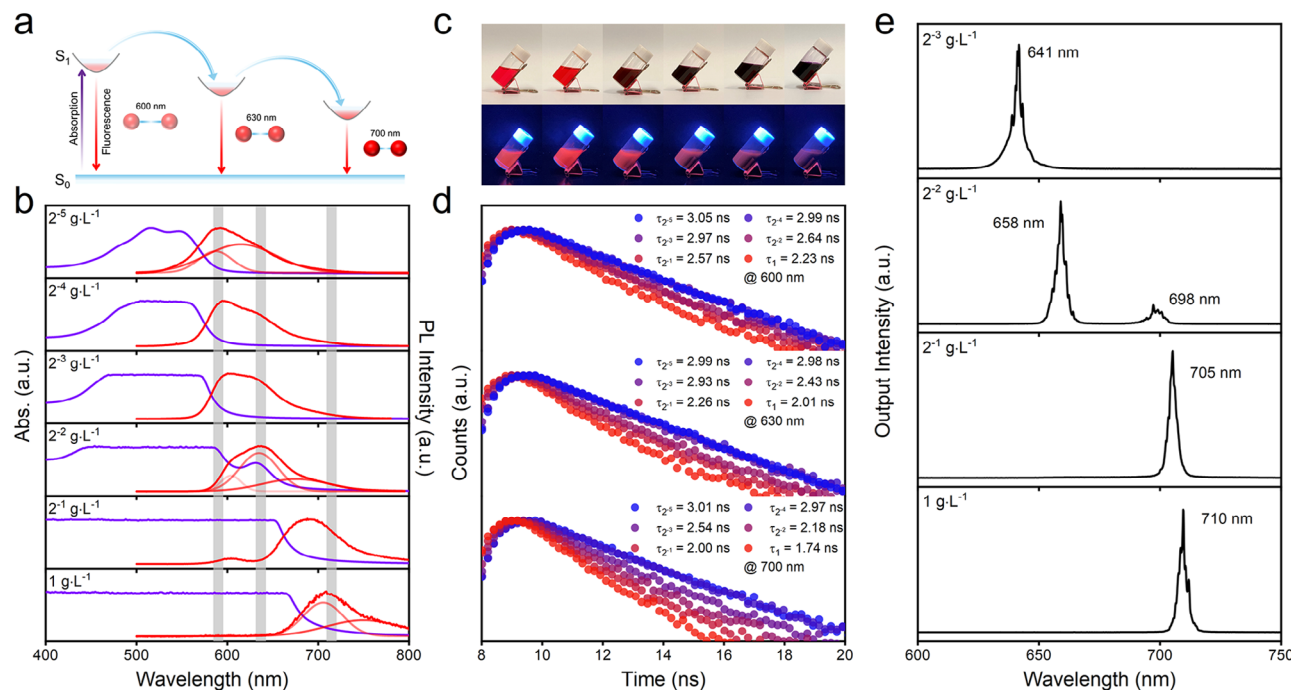 a
S₁
Absorption
Fluorescence
600 nm
630 nm
700 nm
S₀
b
2⁻⁵ g·L⁻¹
2⁻⁴ g·L⁻¹
2⁻³ g·L⁻¹
2⁻² g·L⁻¹
2⁻¹ g·L⁻¹
1 g·L⁻¹
Abs. (a.u.)
PL Intensity (a.u.)
400 500 600 700 800
Wavelength (nm)
c
d
τ₂₋₅ = 3.05 ns τ₂₋₄ = 2.99 ns
τ₂₋₃ = 2.97 ns τ₂₋₂ = 2.64 ns
τ₂₋₁ = 2.57 ns τ₁ = 2.23 ns
@ 600 nm
τ₂₋₅ = 2.99 ns τ₂₋₄ = 2.98 ns
τ₂₋₃ = 2.93 ns τ₂₋₂ = 2.43 ns
τ₂₋₁ = 2.26 ns τ₁ = 2.01 ns
@ 630 nm
τ₂₋₅ = 3.01 ns τ₂₋₄ = 2.97 ns
τ₂₋₃ = 2.54 ns τ₂₋₂ = 2.18 ns
τ₂₋₁ = 2.00 ns τ₁ = 1.74 ns
@ 700 nm
Counts (a.u.)
8 10 12 14 16 18 20
Time (ns)
e
2⁻³ g·L⁻¹
641 nm
2⁻² g·L⁻¹
658 nm
698 nm
2⁻¹ g·L⁻¹
705 nm
1 g·L⁻¹
710 nm
Output Intensity (a.u.)
600 650 700 750
Wavelength (nm)